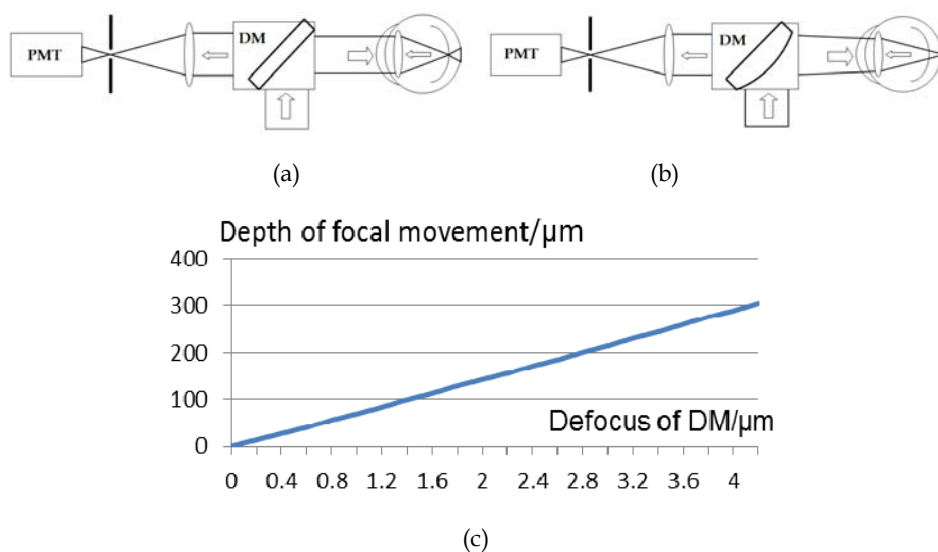 PMT
DM
PMT
DM
(a)
(b)
Depth of focal movement/μm
400
300
200
100
0
Defocus of DM/μm
0 0.4 0.8 1.2 1.6 2 2.4 2.8 3.2 3.6 4
(c)